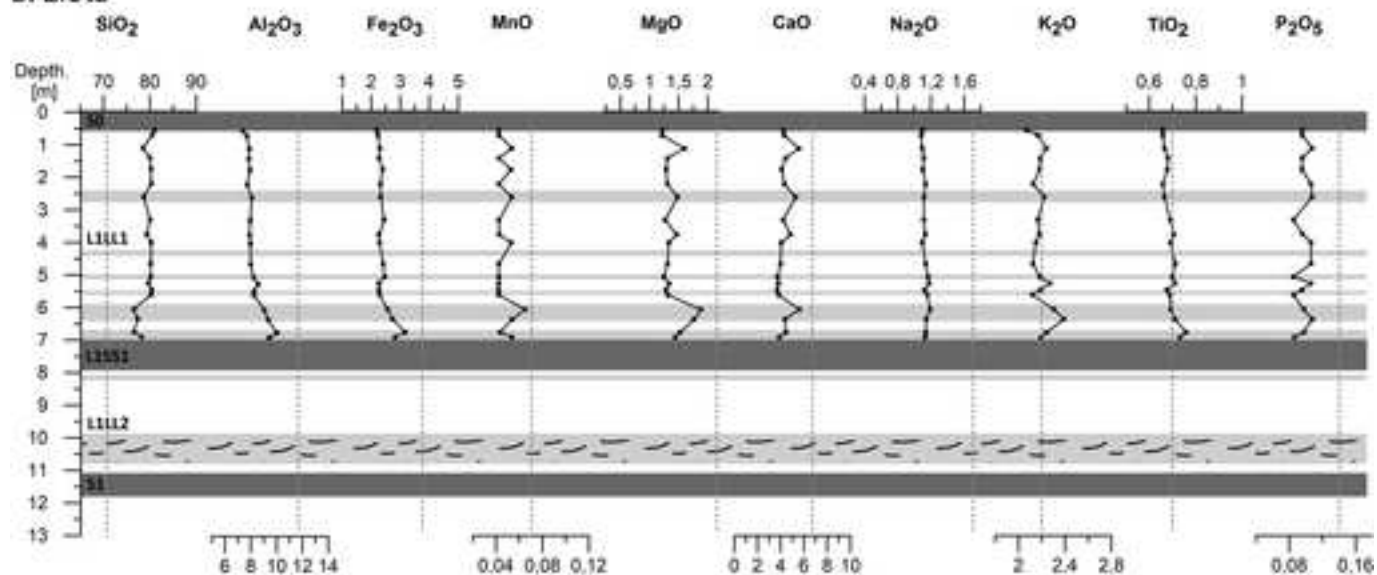 SiO2 Al2O3 Fe2O3 MnO MgO CaO Na2O K2O TiO2 P2O5
Depth 70 80 90 1 2 3 4 5 0.5 1 1.5 2 0.4 0.8 1.2 1.6 0.6 0.8 1
[m]
0
S0
1
2
3
4 L1LL1
5
6
7
L1SS1
8
9
L1LL2
10
11
S1
12
13
6 8 10 12 14 0,04 0,08 0,12 0 2 4 6 8 10 2 2,4 2,8 0,08 0,16